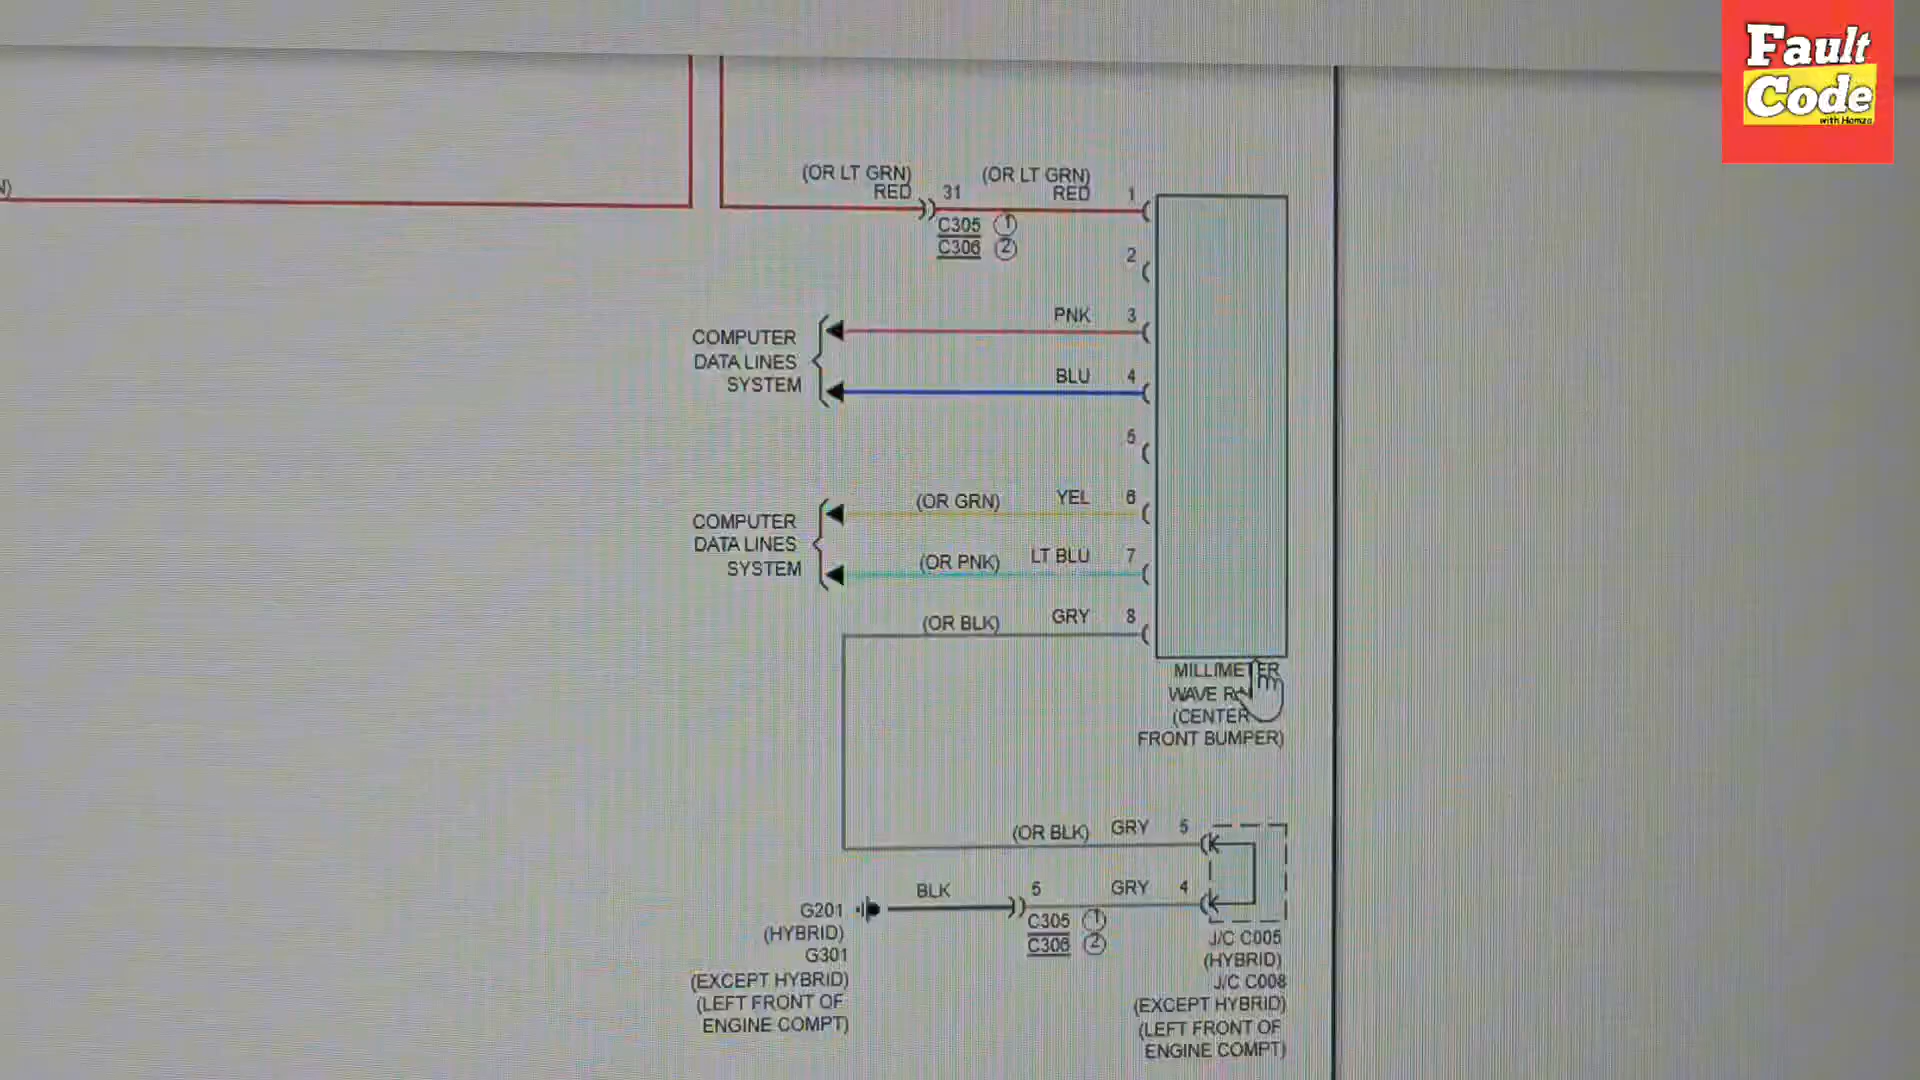 Fault
Code
with Hamza
(OR LT GRN)
RED
31
(OR LT GRN)
RED
1
C305 1
C306 2
2
COMPUTER
DATA LINES
SYSTEM
PNK 3
BLU 4
5
COMPUTER
DATA LINES
SYSTEM
(OR GRN) YEL 6
(OR PNK) LT BLU 7
(OR BLK) GRY 8
MILLIMETER
WAVE
(CENTER
FRONT BUMPER)
(OR BLK) GRY 5
BLK 5 GRY 4
C305 1
C306 2
G201
(HYBRID)
G301
(EXCEPT HYBRID)
(LEFT FRONT OF
ENGINE COMPT)
J/C C005
(HYBRID)
J/C C008
(EXCEPT HYBRID)
(LEFT FRONT OF
ENGINE COMPT)